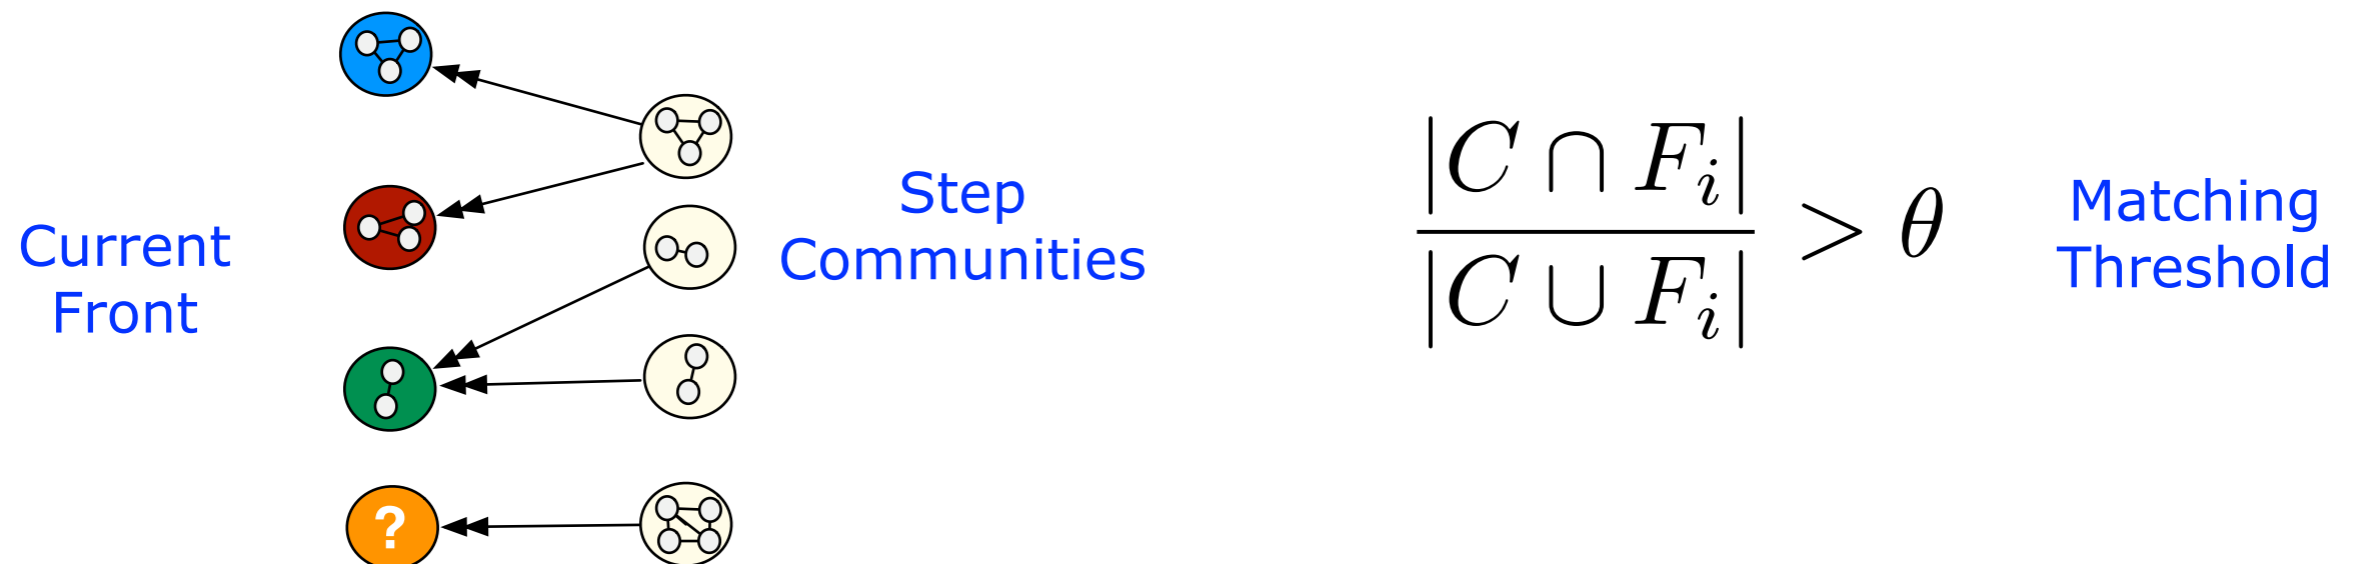 Current
Front
?
Step
Communities
|C ∩ F_i|
|C ∪ F_i|
> θ
Matching
Threshold